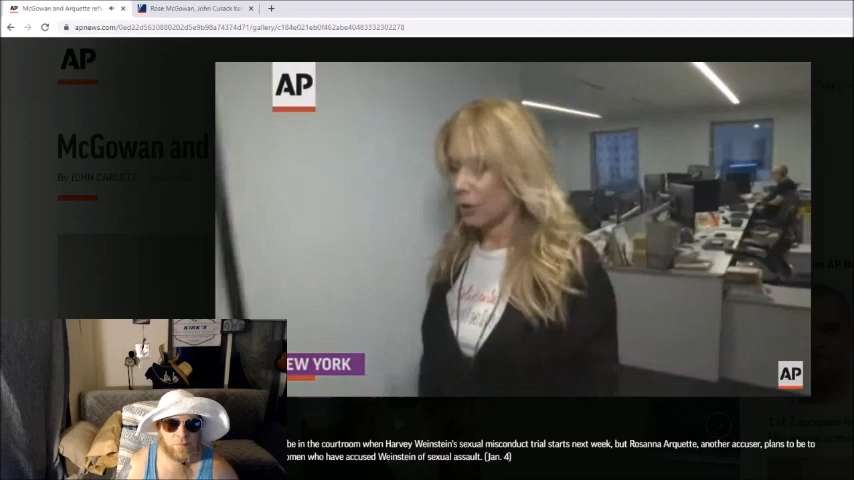 McGowan and Arquette refl
Rose McGowan, John Cusack ba
apnews.com/0ed22d5630880202d5e9b98a74374d71/gallery/c184e021eb0f462abe40483332302278
AP
AP
McGowan and
By JOHN CARUCCI
KIRK'S
EW YORK
AP
be in the courtroom when Harvey Weinstein's sexual misconduct trial starts next week, but Rosanna Arquette, another accuser, plans to be to
omen who have accused Weinstein of sexual assault. (Jan. 4)